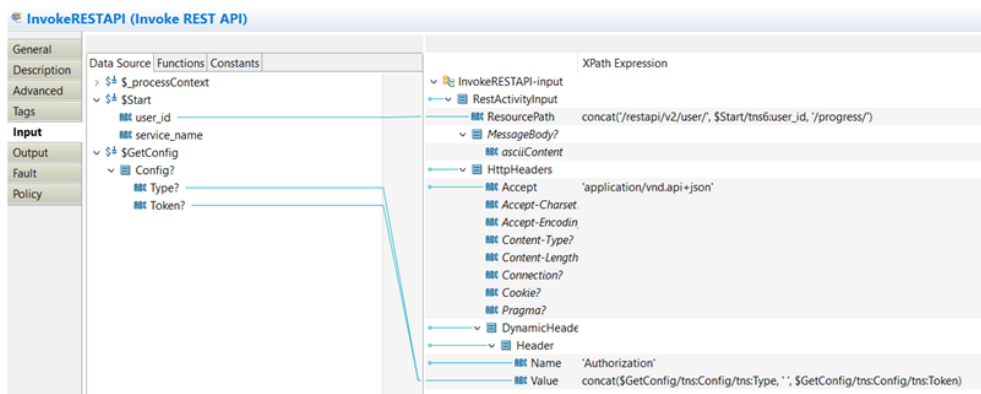 InvokeRESTAPI (Invoke REST API)
General
Description
Advanced
Tags
Input
Output
Fault
Policy
Data Source Functions Constants
$_processContext
$Start
user_id
service_name
$GetConfig
Config?
Type?
Token?
XPath Expression
InvokeRESTAPI-input
RestActivityInput
ResourcePath concat('/restapi/v2/user/', $Start/tns6:user_id, '/progress/')
MessageBody?
asciiContent
HttpHeaders
Accept 'application/vnd.api+json'
Accept-Charset
Accept-Encodin
Content-Type?
Content-Length
Connection?
Cookie?
Pragma?
DynamicHeade
Header
Name 'Authorization'
Value concat($GetConfig/tns:Config/tns:Type, ' ', $GetConfig/tns:Config/tns:Token)